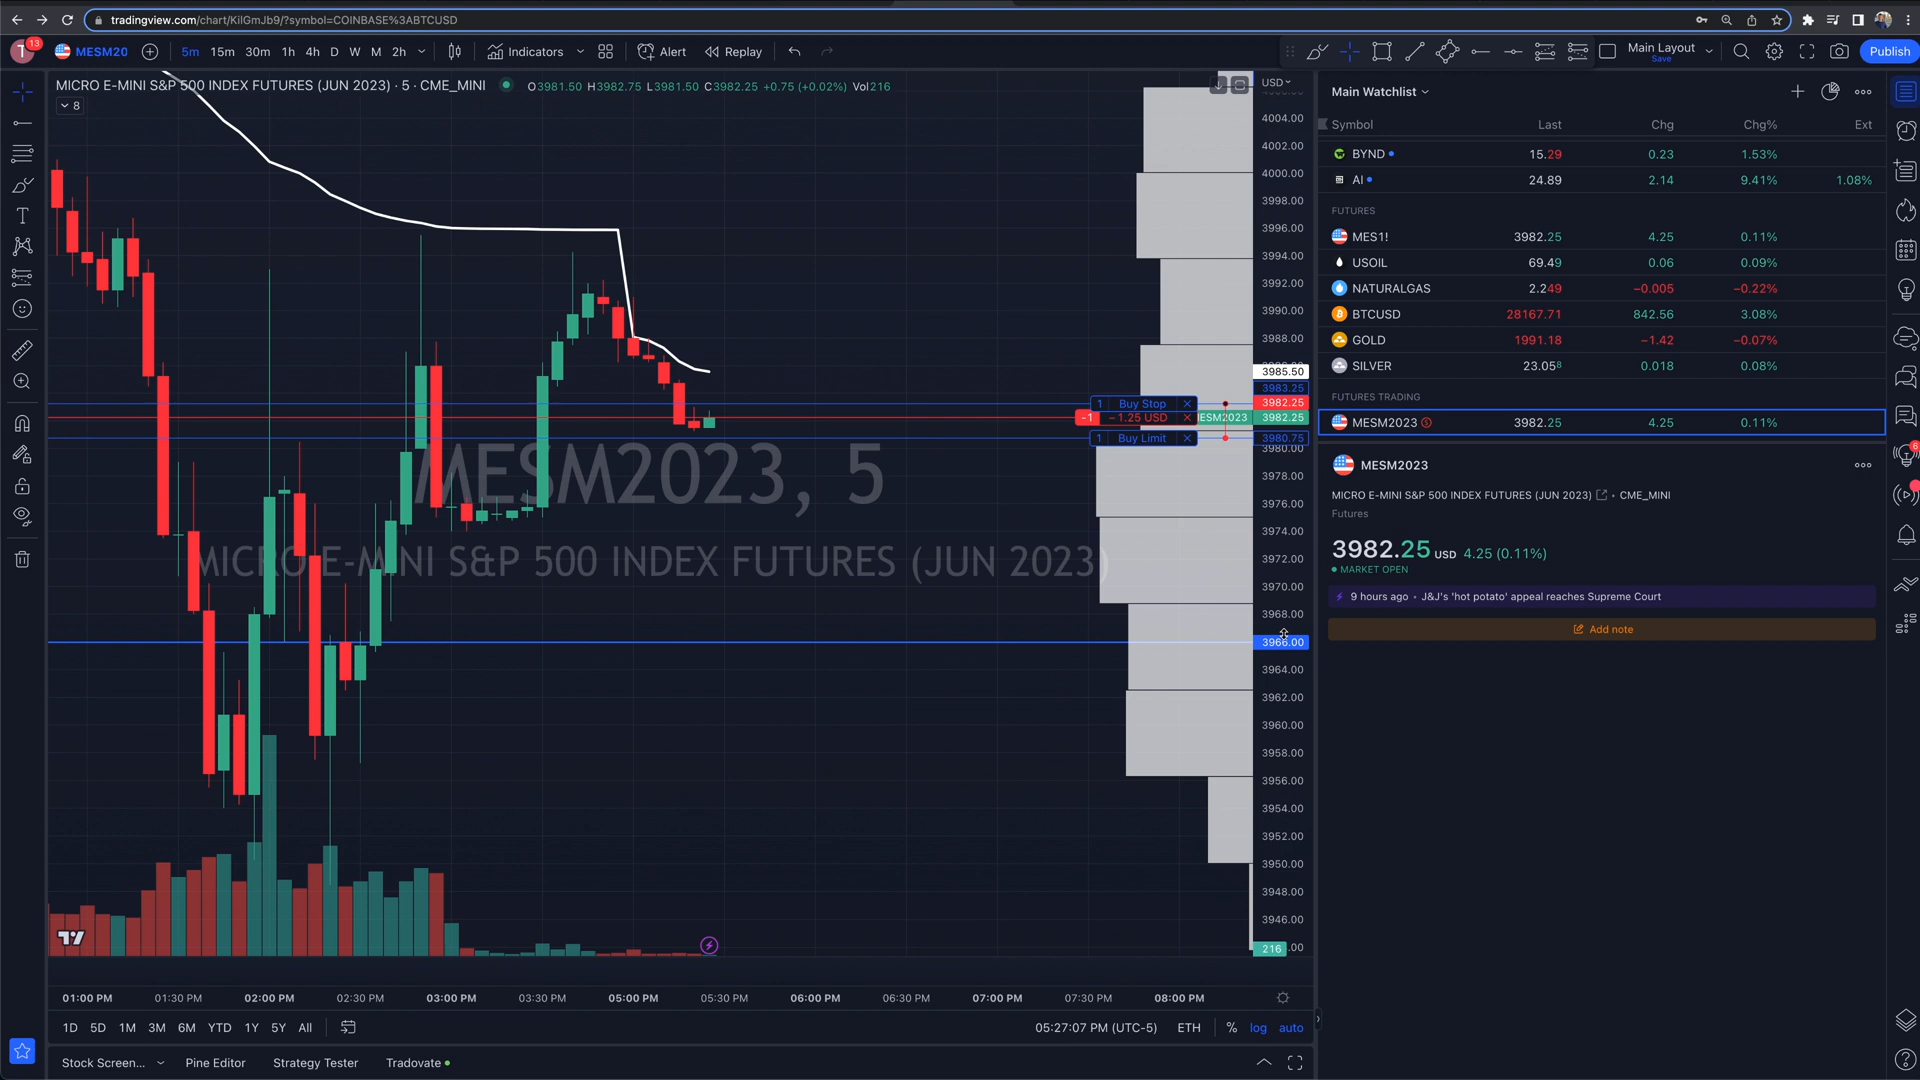 tradingview.com/chart/KilGmJb9/?symbol=COINBASE%3ABTCUSD
T 13 MESM20 5m 15m 30m 1h 4h D W M 2h Indicators Alert Replay Main Layout Save Publish
MICRO E-MINI S&P 500 INDEX FUTURES (JUN 2023) · 5 · CME_MINI O3981.50 H3982.75 L3981.50 C3982.25 +0.75 (+0.02%) Vol216
8
USD
4004.00
4002.00
4000.00
3998.00
3996.00
3994.00
3992.00
3990.00
3988.00
3985.50
3983.25
1 Buy Stop × 3982.25
-1 −1.25 USD × MESM2023 3982.25
1 Buy Limit × 3980.75
3980.00
3978.00
3976.00
3974.00
3972.00
3970.00
3968.00
3966.00
3964.00
3962.00
3960.00
3958.00
3956.00
3954.00
3952.00
3950.00
3948.00
3946.00
216 .00
MESM2023, 5
MICRO E-MINI S&P 500 INDEX FUTURES (JUN 2023)
01:00 PM 01:30 PM 02:00 PM 02:30 PM 03:00 PM 03:30 PM 05:00 PM 05:30 PM 06:00 PM 06:30 PM 07:00 PM 07:30 PM 08:00 PM
1D 5D 1M 3M 6M YTD 1Y 5Y All 05:27:07 PM (UTC-5) ETH % log auto
Stock Screen... Pine Editor Strategy Tester Tradovate
Main Watchlist
Symbol Last Chg Chg% Ext
BYND 15.29 0.23 1.53%
AI 24.89 2.14 9.41% 1.08%
FUTURES
MES1! 3982.25 4.25 0.11%
USOIL 69.49 0.06 0.09%
NATURALGAS 2.249 −0.005 −0.22%
BTCUSD 28167.71 842.56 3.08%
GOLD 1991.18 −1.42 −0.07%
SILVER 23.058 0.018 0.08%
FUTURES TRADING
MESM2023 3982.25 4.25 0.11%
MESM2023
MICRO E-MINI S&P 500 INDEX FUTURES (JUN 2023) • CME_MINI
Futures
3982.25 USD 4.25 (0.11%)
MARKET OPEN
9 hours ago • J&J's 'hot potato' appeal reaches Supreme Court
Add note
6